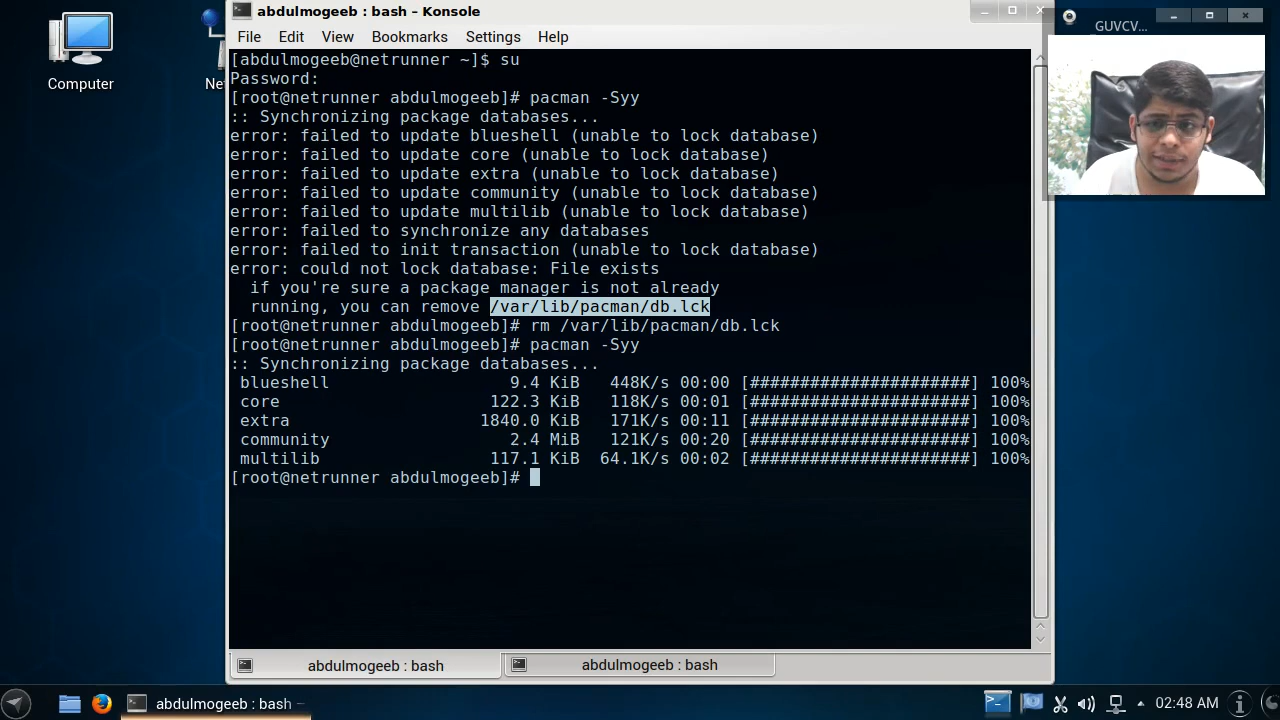 abdulmogeeb : bash – Konsole
GUVCV...
File Edit View Bookmarks Settings Help
Computer
Ne
[abdulmogeeb@netrunner ~]$ su
Password:
[root@netrunner abdulmogeeb]# pacman -Syy
:: Synchronizing package databases...
error: failed to update blueshell (unable to lock database)
error: failed to update core (unable to lock database)
error: failed to update extra (unable to lock database)
error: failed to update community (unable to lock database)
error: failed to update multilib (unable to lock database)
error: failed to synchronize any databases
error: failed to init transaction (unable to lock database)
error: could not lock database: File exists
if you're sure a package manager is not already
running, you can remove /var/lib/pacman/db.lck
[root@netrunner abdulmogeeb]# rm /var/lib/pacman/db.lck
[root@netrunner abdulmogeeb]# pacman -Syy
:: Synchronizing package databases...
blueshell 9.4 KiB 448K/s 00:00 [######################] 100%
core 122.3 KiB 118K/s 00:01 [######################] 100%
extra 1840.0 KiB 171K/s 00:11 [######################] 100%
community 2.4 MiB 121K/s 00:20 [######################] 100%
multilib 117.1 KiB 64.1K/s 00:02 [######################] 100%
[root@netrunner abdulmogeeb]#
abdulmogeeb : bash
abdulmogeeb : bash
abdulmogeeb : bash –
02:48 AM